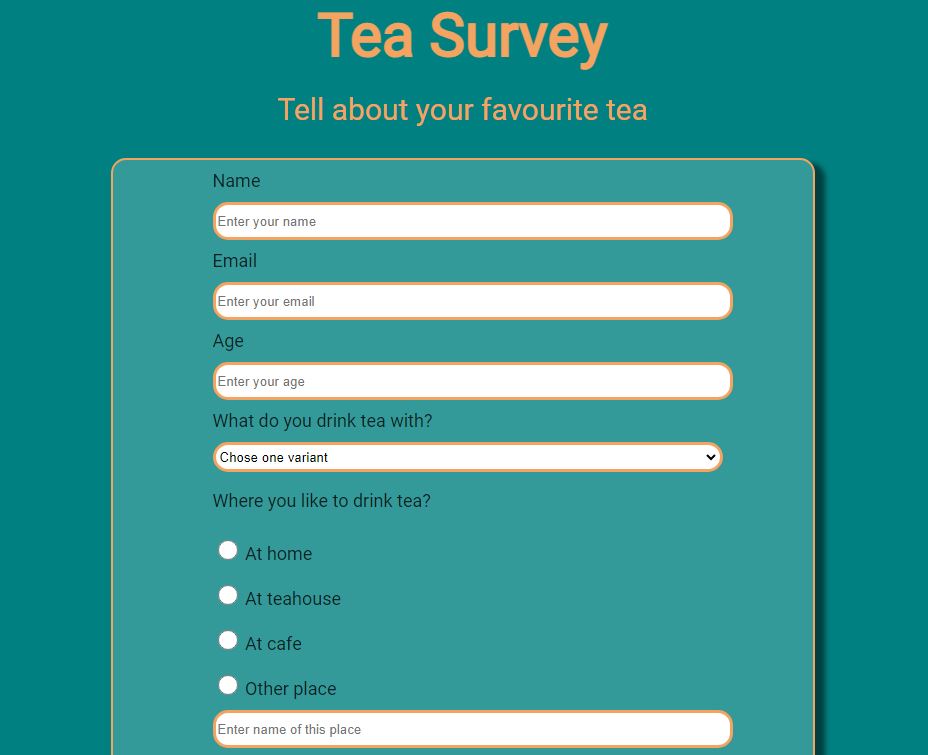 Tea Survey
Tell about your favourite tea
Name
Enter your name
Email
Enter your email
Age
Enter your age
What do you drink tea with?
Chose one variant
Where you like to drink tea?
At home
At teahouse
At cafe
Other place
Enter name of this place